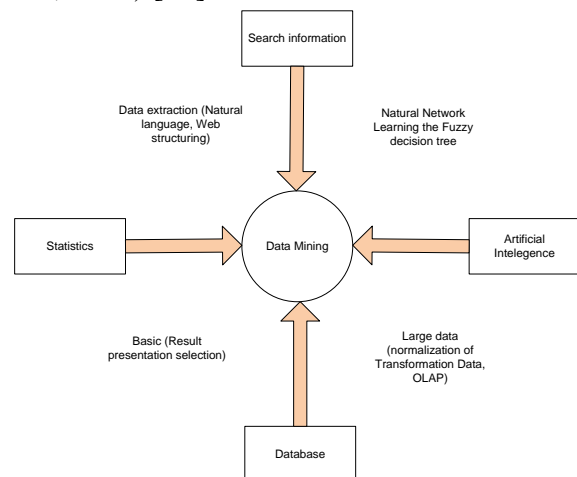 Search information
Data extraction (Natural
language, Web
structuring)
Natural Network
Learning the Fuzzy
decision tree
Statistics
Data Mining
Artificial
Intelegence
Basic (Result
presentation selection)
Large data
(normalization of
Transformation Data,
OLAP)
Database